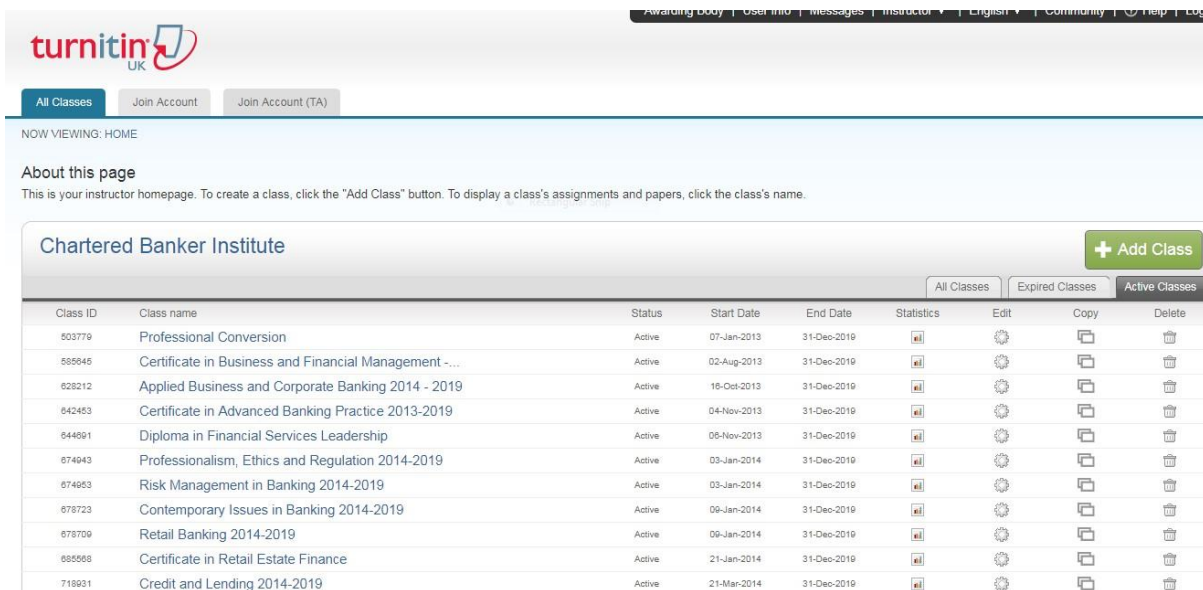 Awarding Body | User Info | Messages | Instructor ▼ | English ▼ | Community | Help | Log
turnitin
UK
All Classes Join Account Join Account (TA)
NOW VIEWING: HOME
About this page
This is your instructor homepage. To create a class, click the "Add Class" button. To display a class's assignments and papers, click the class's name.
Rectangular Snip
Chartered Banker Institute
Add Class
All Classes Expired Classes Active Classes
Class ID Class name Status Start Date End Date Statistics Edit Copy Delete
503779 Professional Conversion Active 07-Jan-2013 31-Dec-2019
585645 Certificate in Business and Financial Management -... Active 02-Aug-2013 31-Dec-2019
628212 Applied Business and Corporate Banking 2014 - 2019 Active 16-Oct-2013 31-Dec-2019
642453 Certificate in Advanced Banking Practice 2013-2019 Active 04-Nov-2013 31-Dec-2019
644691 Diploma in Financial Services Leadership Active 06-Nov-2013 31-Dec-2019
674943 Professionalism, Ethics and Regulation 2014-2019 Active 03-Jan-2014 31-Dec-2019
674953 Risk Management in Banking 2014-2019 Active 03-Jan-2014 31-Dec-2019
678723 Contemporary Issues in Banking 2014-2019 Active 09-Jan-2014 31-Dec-2019
678709 Retail Banking 2014-2019 Active 09-Jan-2014 31-Dec-2019
685568 Certificate in Retail Estate Finance Active 21-Jan-2014 31-Dec-2019
718931 Credit and Lending 2014-2019 Active 21-Mar-2014 31-Dec-2019